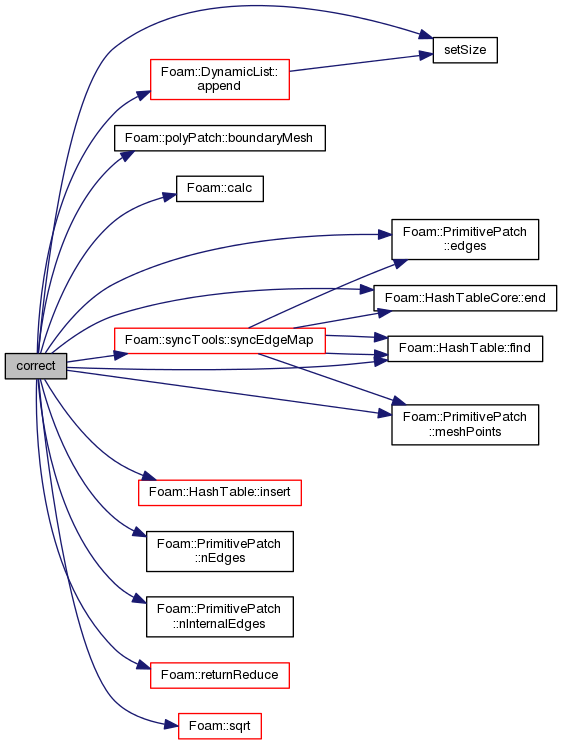 setSize
Foam::DynamicList::
append
Foam::polyPatch::boundaryMesh
Foam::calc
Foam::PrimitivePatch
::edges
Foam::HashTableCore::end
Foam::syncTools::syncEdgeMap
Foam::HashTable::find
correct
Foam::PrimitivePatch
::meshPoints
Foam::HashTable::insert
Foam::PrimitivePatch
::nEdges
Foam::PrimitivePatch
::nInternalEdges
Foam::returnReduce
Foam::sqrt